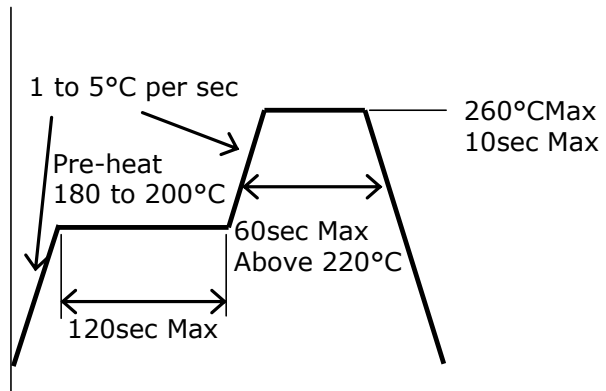 1 to 5°C per sec
260°CMax
10sec Max
Pre-heat
180 to 200°C
60sec Max
Above 220°C
120sec Max